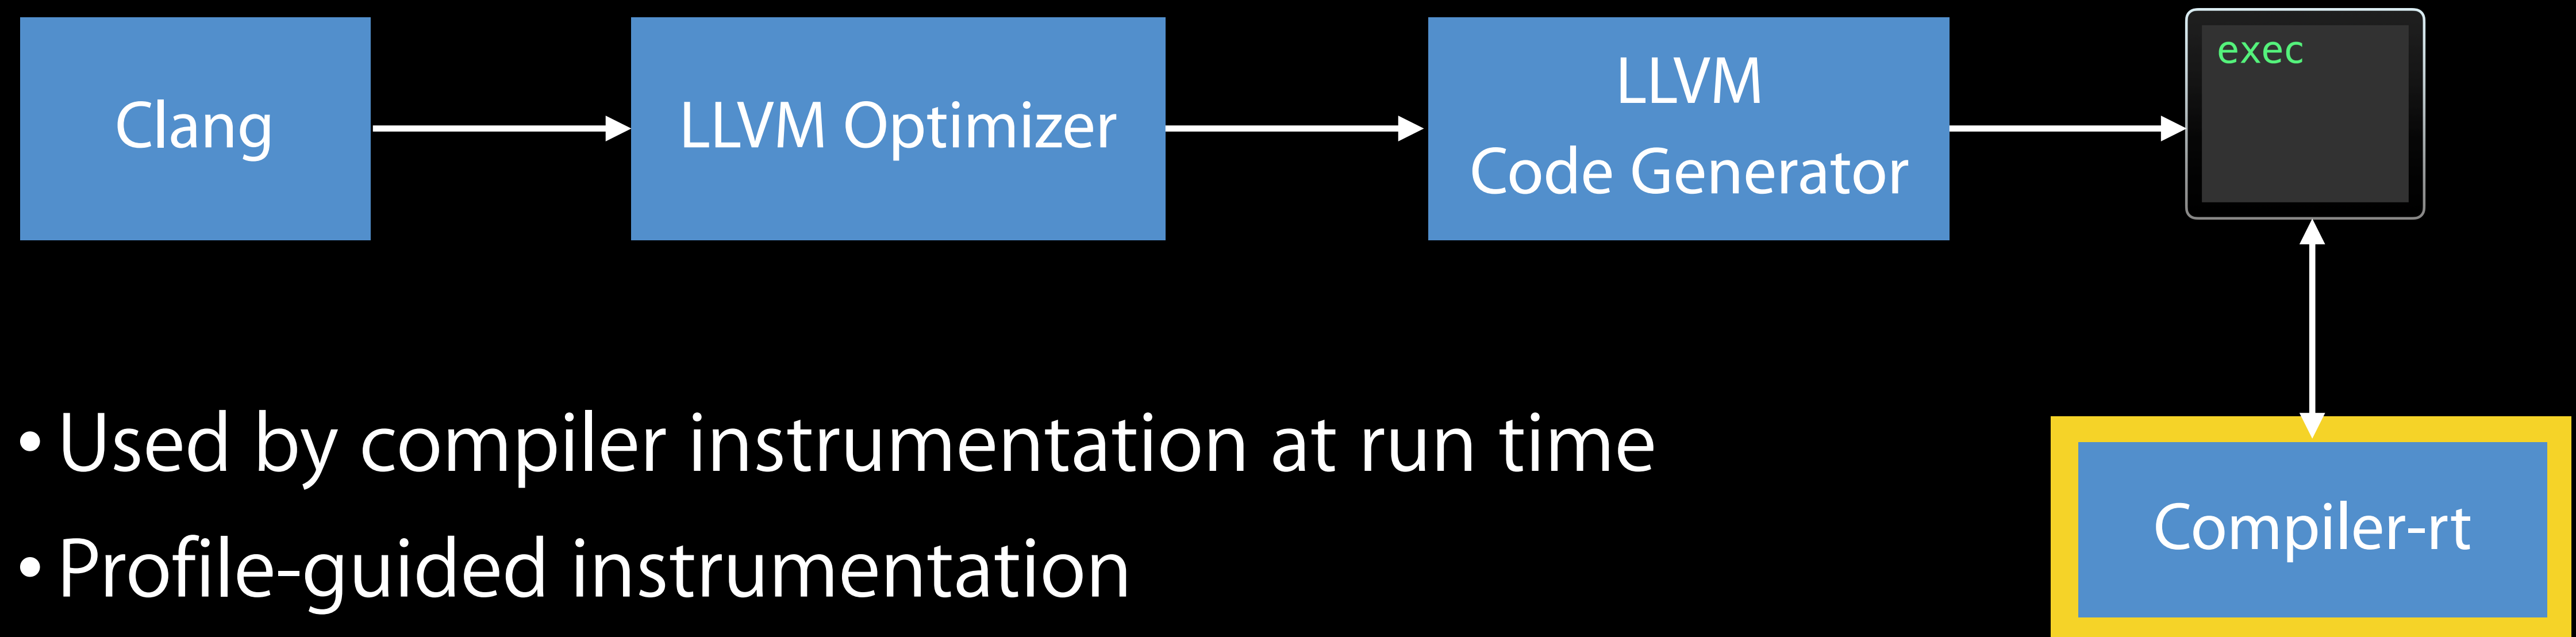 Clang
LLVM Optimizer
LLVM
Code Generator
exec
• Used by compiler instrumentation at run time
• Profile-guided instrumentation
Compiler-rt